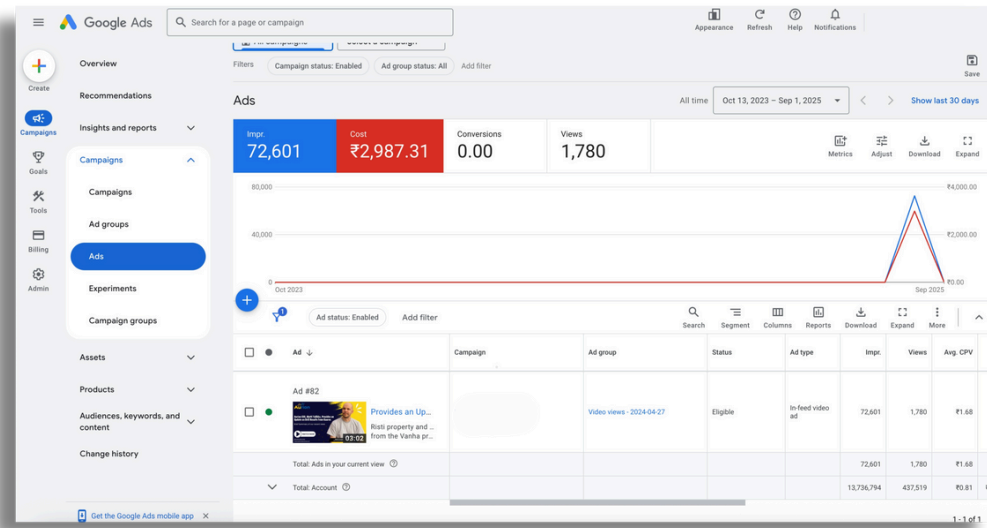 Google Ads
Search for a page or campaign
Appearance
Refresh
Help
Notifications
Create
Campaigns
Goals
Tools
Billing
Admin
Overview
Recommendations
Insights and reports
Campaigns
Campaigns
Ad groups
Ads
Experiments
Campaign groups
Assets
Products
Audiences, keywords, and
content
Change history
Get the Google Ads mobile app
Filters
Campaign status: Enabled
Ad group status: All
Add filter
Save
Ads
All time
Oct 13, 2023 – Sep 1, 2025
Show last 30 days
Impr.
72,601
Cost
₹2,987.31
Conversions
0.00
Views
1,780
Metrics
Adjust
Download
Expand
80,000
₹4,000.00
40,000
₹2,000.00
0
₹0.00
Oct 2023
Sep 2025
1
Ad status: Enabled
Add filter
Search
Segment
Columns
Reports
Download
Expand
More
Ad
Campaign
Ad group
Status
Ad type
Impr.
Views
Avg. CPV
Ad #82
03:02
Provides an Up...
Risti property and ..
from the Vanha pr...
Video views - 2024-04-27
Eligible
In-feed video
ad
72,601
1,780
₹1.68
Total: Ads in your current view
72,601
1,780
₹1.68
Total: Account
13,736,794
437,519
₹0.81
1 - 1 of 1